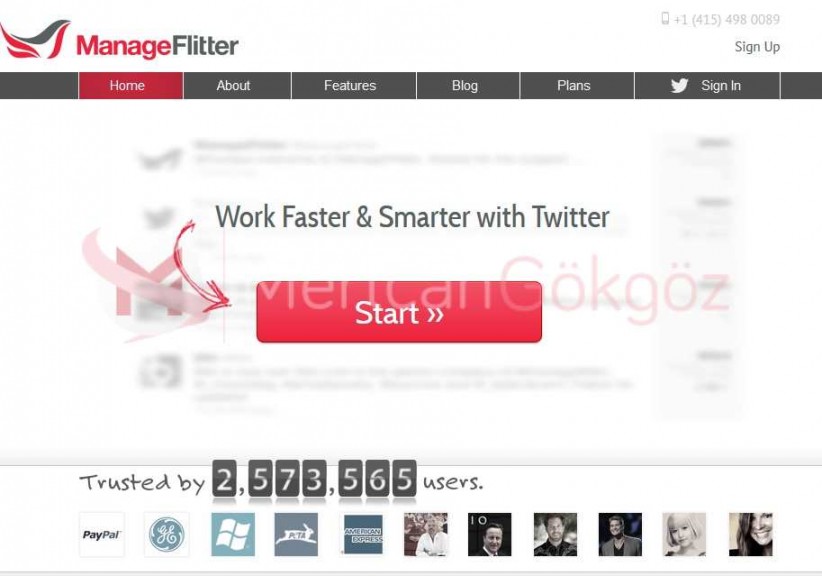 +1 (415) 498 0089
ManageFlitter
Sign Up
Home About Features Blog Plans Sign In
Work Faster & Smarter with Twitter
MericanGökgöz
Start »
Trusted by 2,573,565 users.
PayPal GE PETA AMERICAN EXPRESS 10